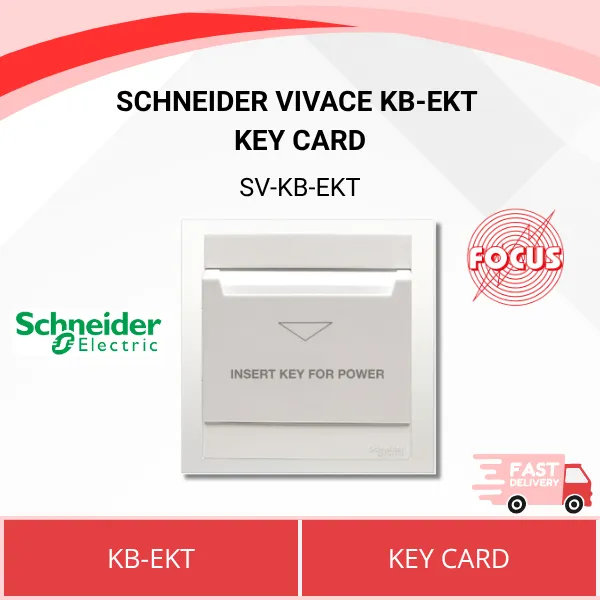 SCHNEIDER VIVACE KB-EKT
KEY CARD
SV-KB-EKT
FOCUS
Schneider
Electric
INSERT KEY FOR POWER
Schneider
FAST
DELIVERY
KB-EKT
KEY CARD